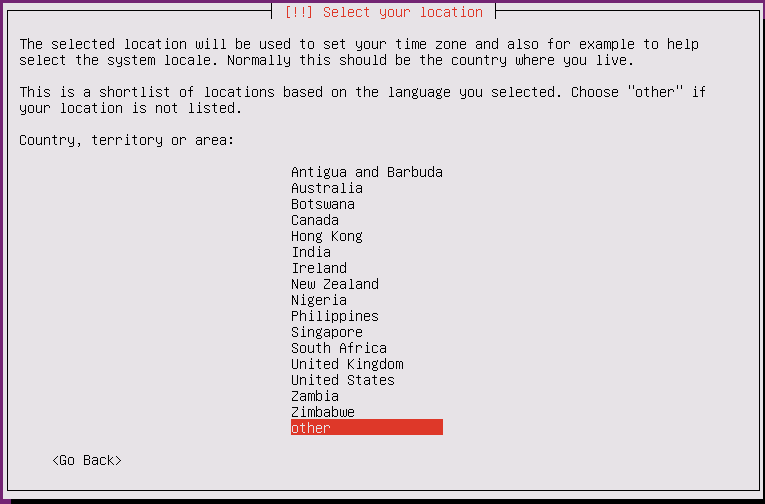 [!!] Select your location
The selected location will be used to set your time zone and also for example to help
select the system locale. Normally this should be the country where you live.
This is a shortlist of locations based on the language you selected. Choose "other" if
your location is not listed.
Country, territory or area:
Antigua and Barbuda
Australia
Botswana
Canada
Hong Kong
India
Ireland
New Zealand
Nigeria
Philippines
Singapore
South Africa
United Kingdom
United States
Zambia
Zimbabwe
other
<Go Back>